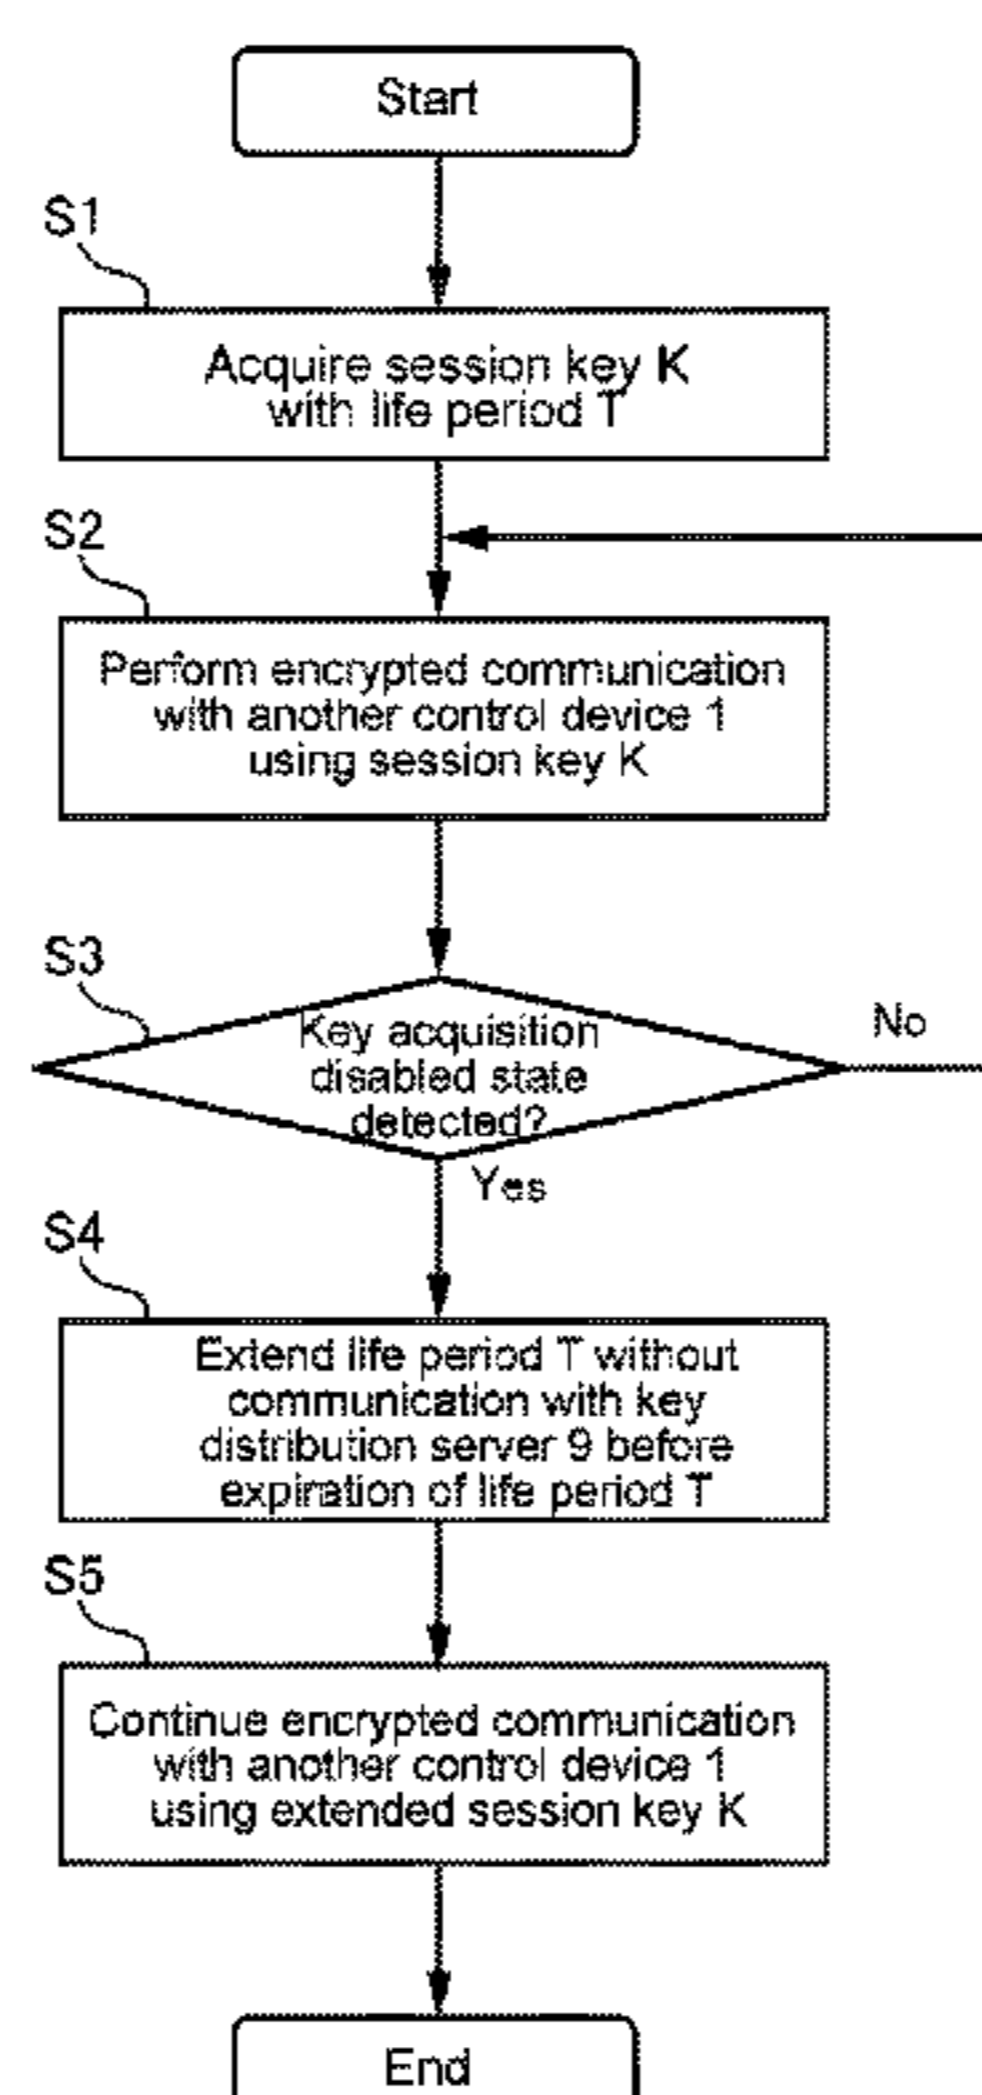 Start
S1
Acquire session key K
with life period T
S2
Perform encrypted communication
with another control device 1
using session key K
S3
Key acquisition
disabled state
detected?
No
Yes
S4
Extend life period T without
communication with key
distribution server 9 before
expiration of life period T
S5
Continue encrypted communication
with another control device 1
using extended session key K
End